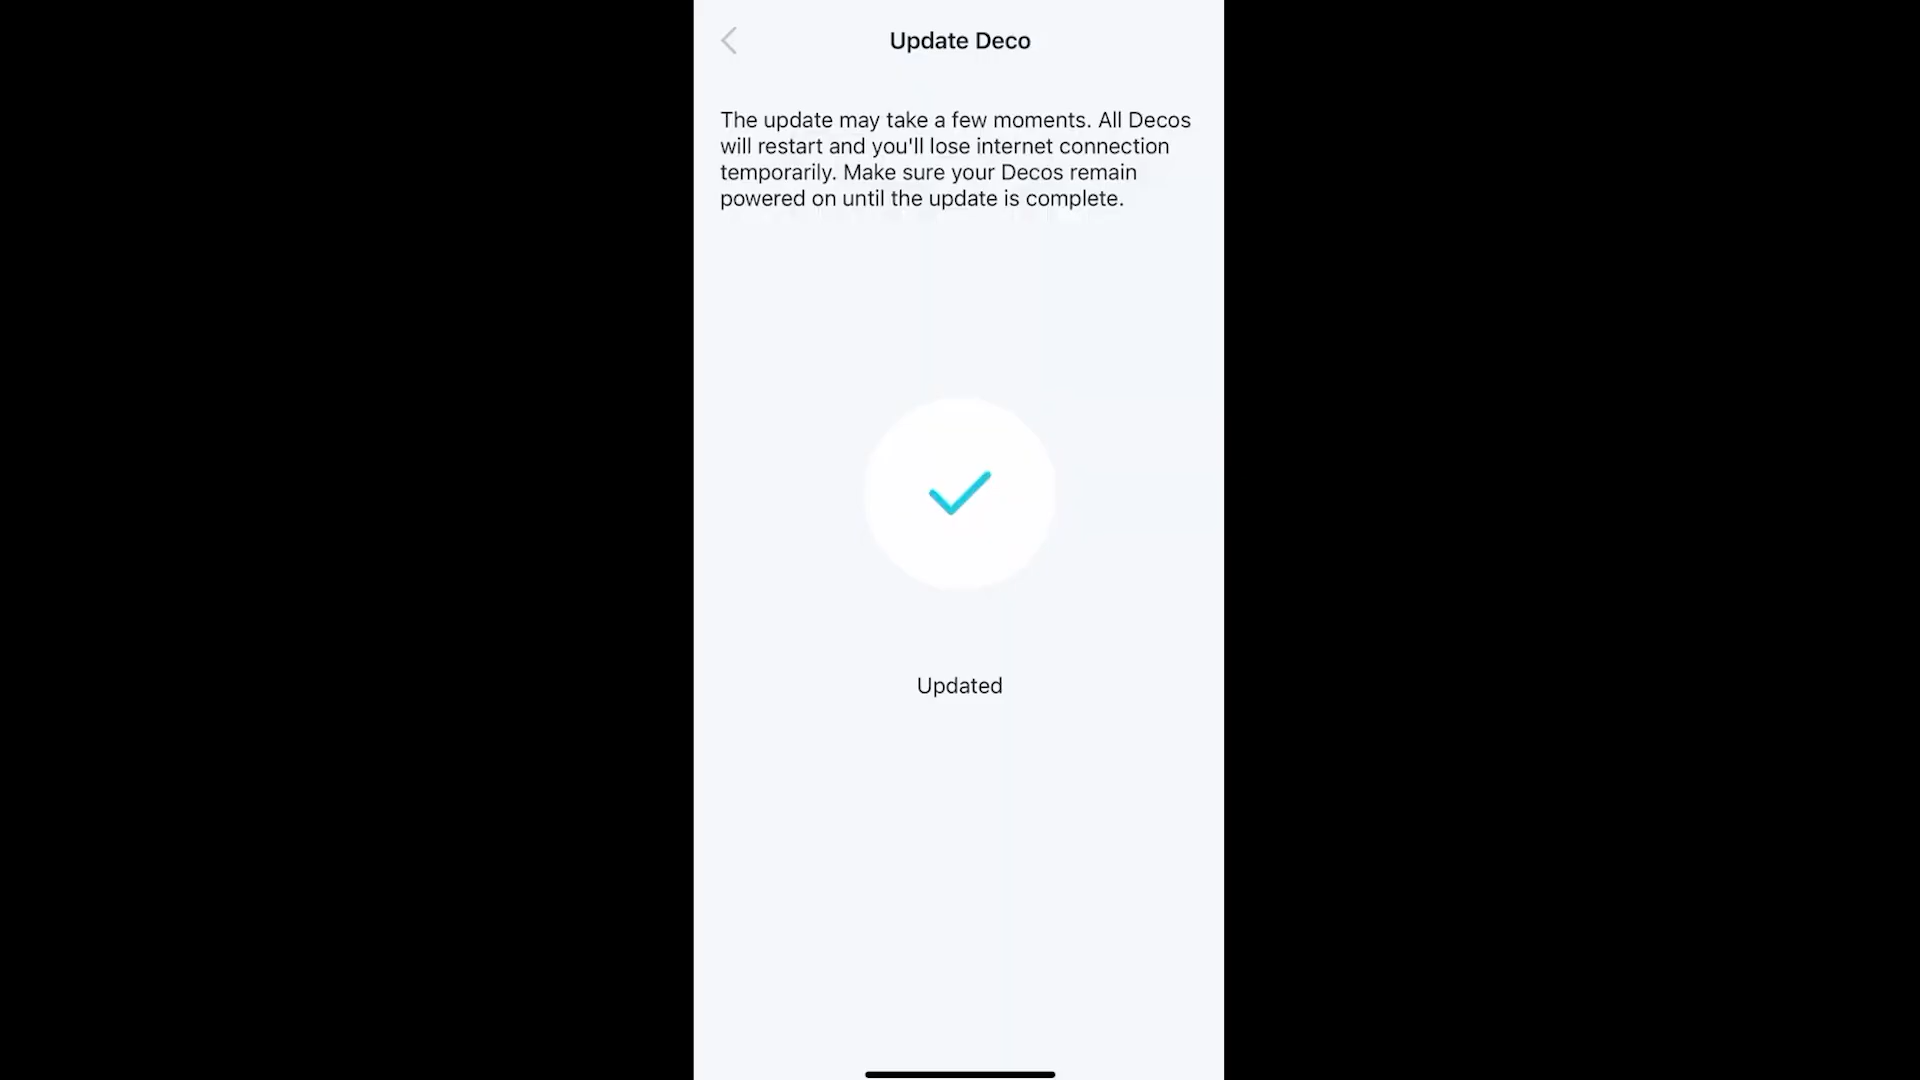 Update Deco
The update may take a few moments. All Decos
will restart and you'll lose internet connection
temporarily. Make sure your Decos remain
powered on until the update is complete.
Updated